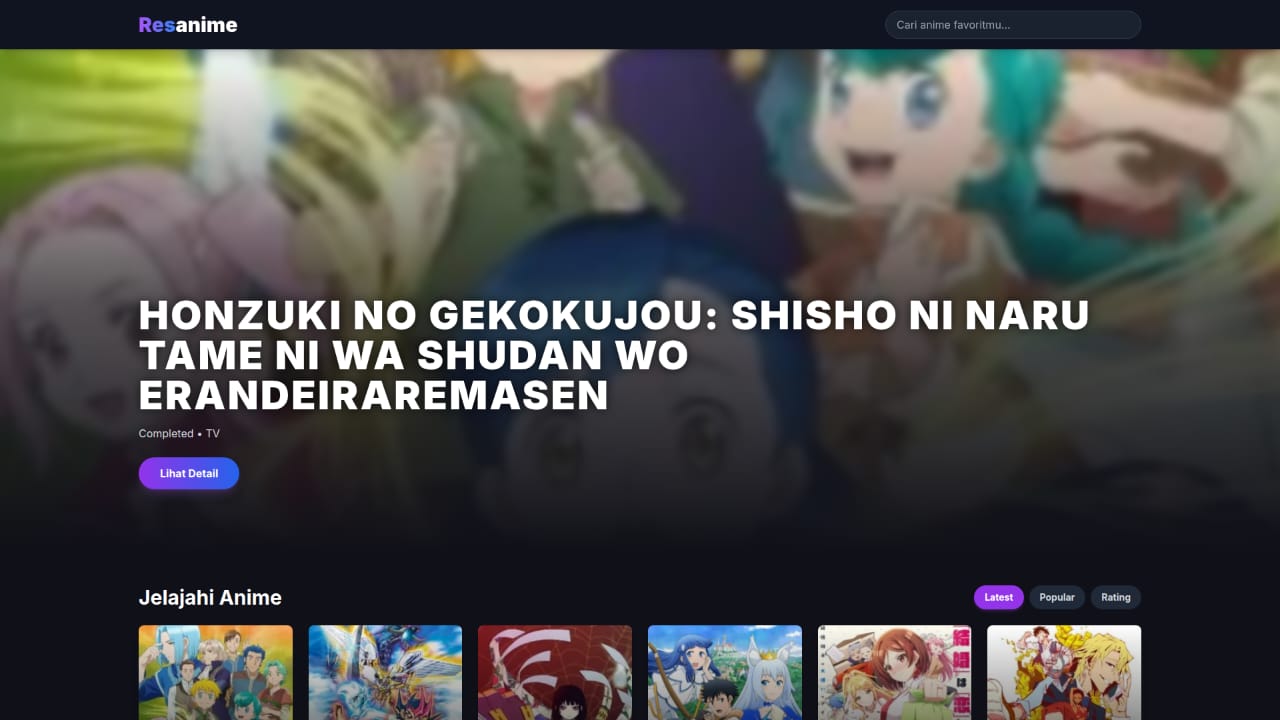 Resanime
Cari anime favoritmu...
HONZUKI NO GEKOKUJOU: SHISHO NI NARU
TAME NI WA SHUDAN WO
ERANDEIRAREMASEN
Completed • TV
Lihat Detail
Jelajahi Anime
Latest
Popular
Rating